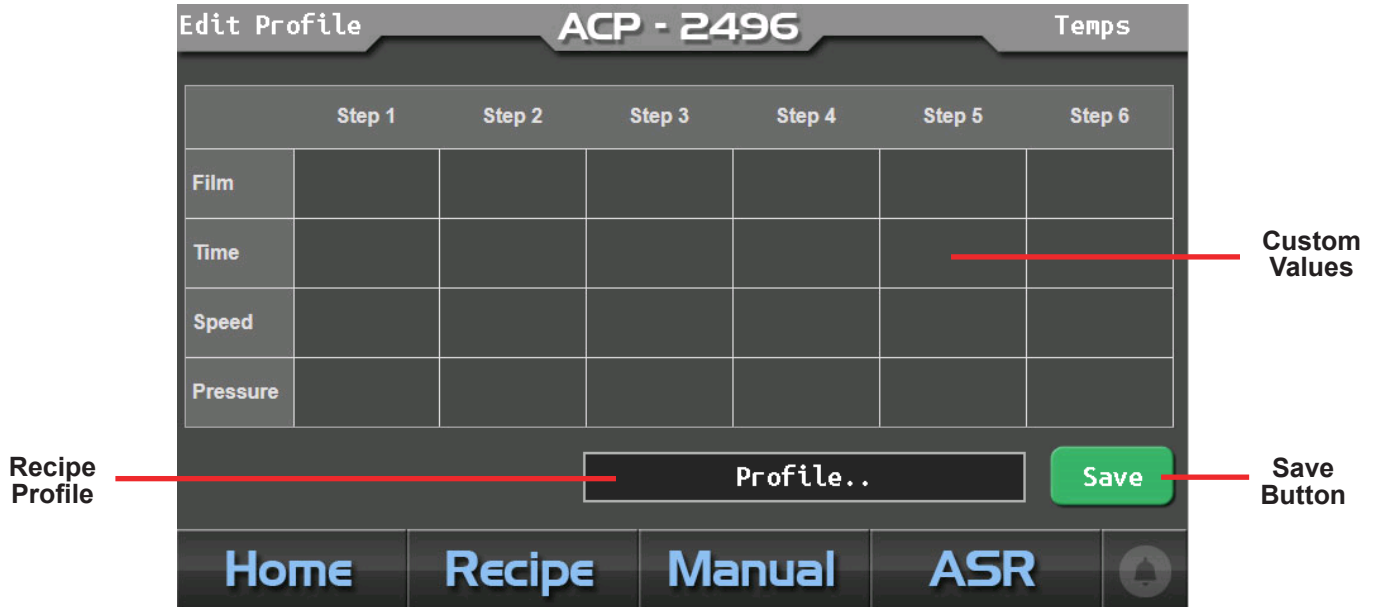 Edit Profile ACP - 2496 Temps
Step 1 Step 2 Step 3 Step 4 Step 5 Step 6
Film
Time
Speed
Pressure
Custom
Values
Recipe
Profile
Profile..
Save
Save
Button
Home Recipe Manual ASR